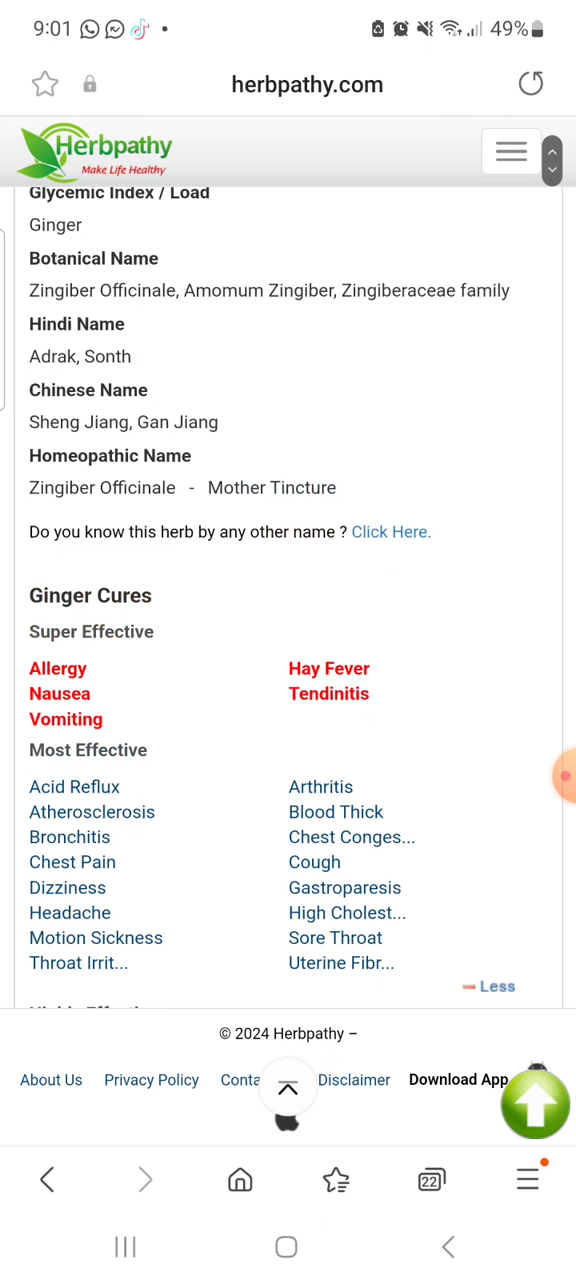 9:01
49%
herbpathy.com
Herbpathy
Make Life Healthy
Glycemic Index / Load
Ginger
Botanical Name
Zingiber Officinale, Amomum Zingiber, Zingiberaceae family
Hindi Name
Adrak, Sonth
Chinese Name
Sheng Jiang, Gan Jiang
Homeopathic Name
Zingiber Officinale - Mother Tincture
Do you know this herb by any other name ? Click Here.
Ginger Cures
Super Effective
Allergy Hay Fever
Nausea Tendinitis
Vomiting
Most Effective
Acid Reflux Arthritis
Atherosclerosis Blood Thick
Bronchitis Chest Conges...
Chest Pain Cough
Dizziness Gastroparesis
Headache High Cholest...
Motion Sickness Sore Throat
Throat Irrit... Uterine Fibr...
Less
© 2024 Herbpathy –
About Us Privacy Policy Conta Disclaimer Download App
22